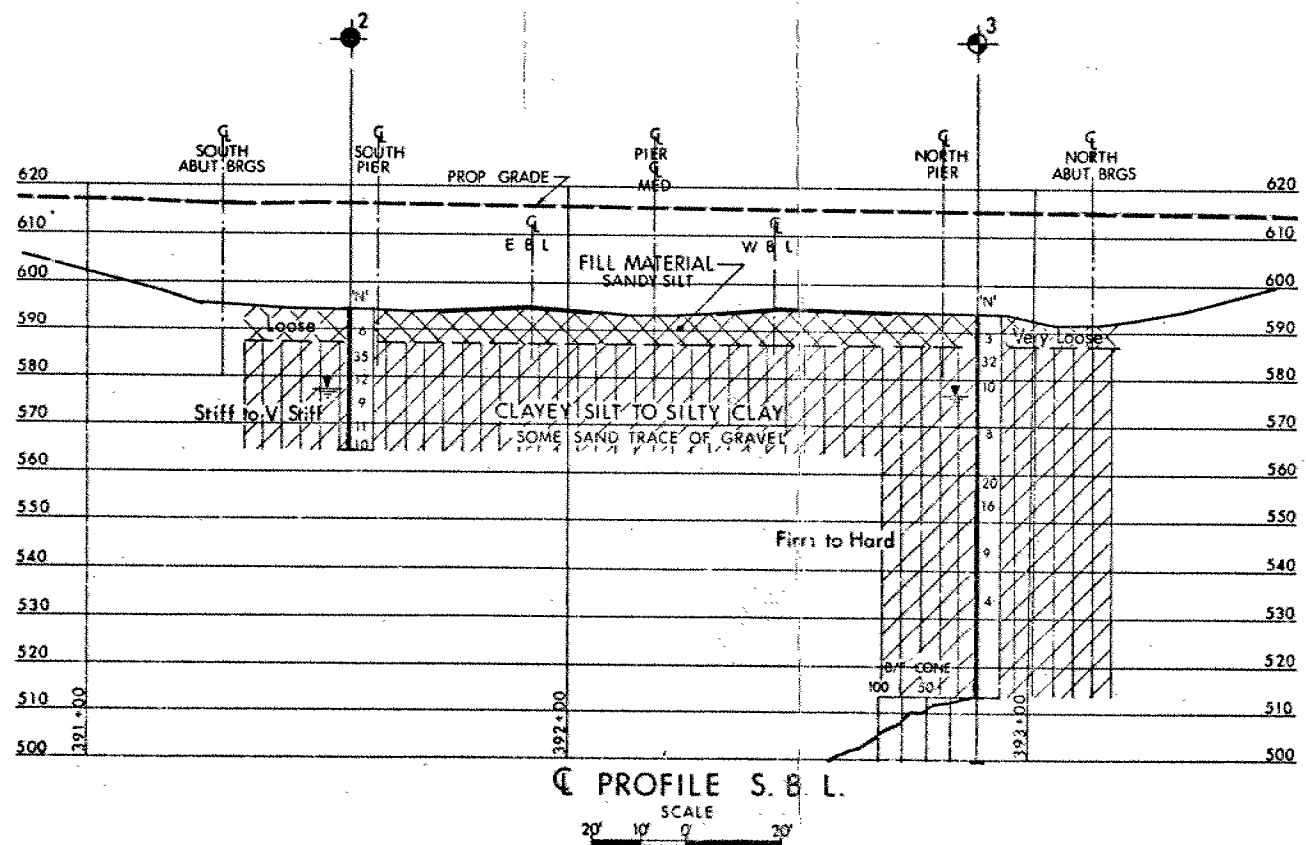 2
3
℄ SOUTH ABUT BRGS
℄ SOUTH PIER
℄ PIER
℄ MED
℄ NORTH PIER
℄ NORTH ABUT BRGS
PROP GRADE
620
620
610
610
℄ E B L
℄ W B L
FILL MATERIAL
SANDY SILT
600
600
'N'
'N'
590
Loose
6
3
Very Loose
590
35
32
580
12
10
580
Stiff to V Stiff
9
CLAYEY SILT TO SILTY CLAY
570
11
8
570
10
SOME SAND TRACE OF GRAVEL
560
20
560
550
16
550
Firm to Hard
9
540
540
530
4
530
520
B/F CONE
520
100
50
510
510
391+00
392+00
393+00
500
500
℄ PROFILE S. B. L.
SCALE
20' 10' 0' 20'